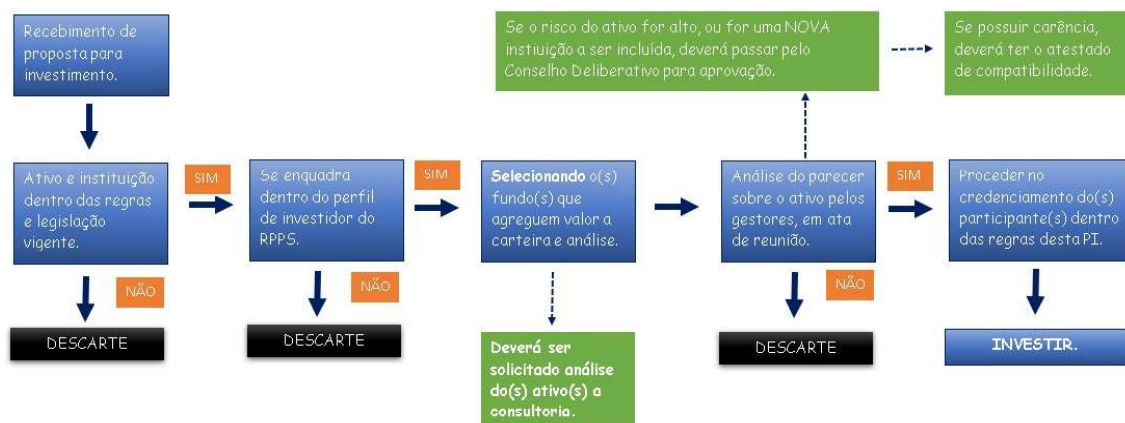 Recebimento de
proposta para
investimento.
Se o risco do ativo for alto, ou for uma NOVA
instiuição a ser incluída, deverá passar pelo
Conselho Deliberativo para aprovação.
Se possuir carência,
deverá ter o atestado
de compatibilidade.
Ativo e instituição
dentro das regras
e legislação
vigente.
SIM
Se enquadra
dentro do perfil
de investidor do
RPPS.
SIM
Selecionando o(s)
fundo(s) que
agreguem valor a
carteira e análise.
Análise do parecer
sobre o ativo pelos
gestores, em ata
de reunião.
SIM
Proceder no
credenciamento do(s)
participante(s) dentro
das regras desta PI.
NÃO
NÃO
NÃO
DESCARTE
DESCARTE
Deverá ser
solicitado análise
do(s) ativo(s) a
consultoria.
DESCARTE
INVESTIR.